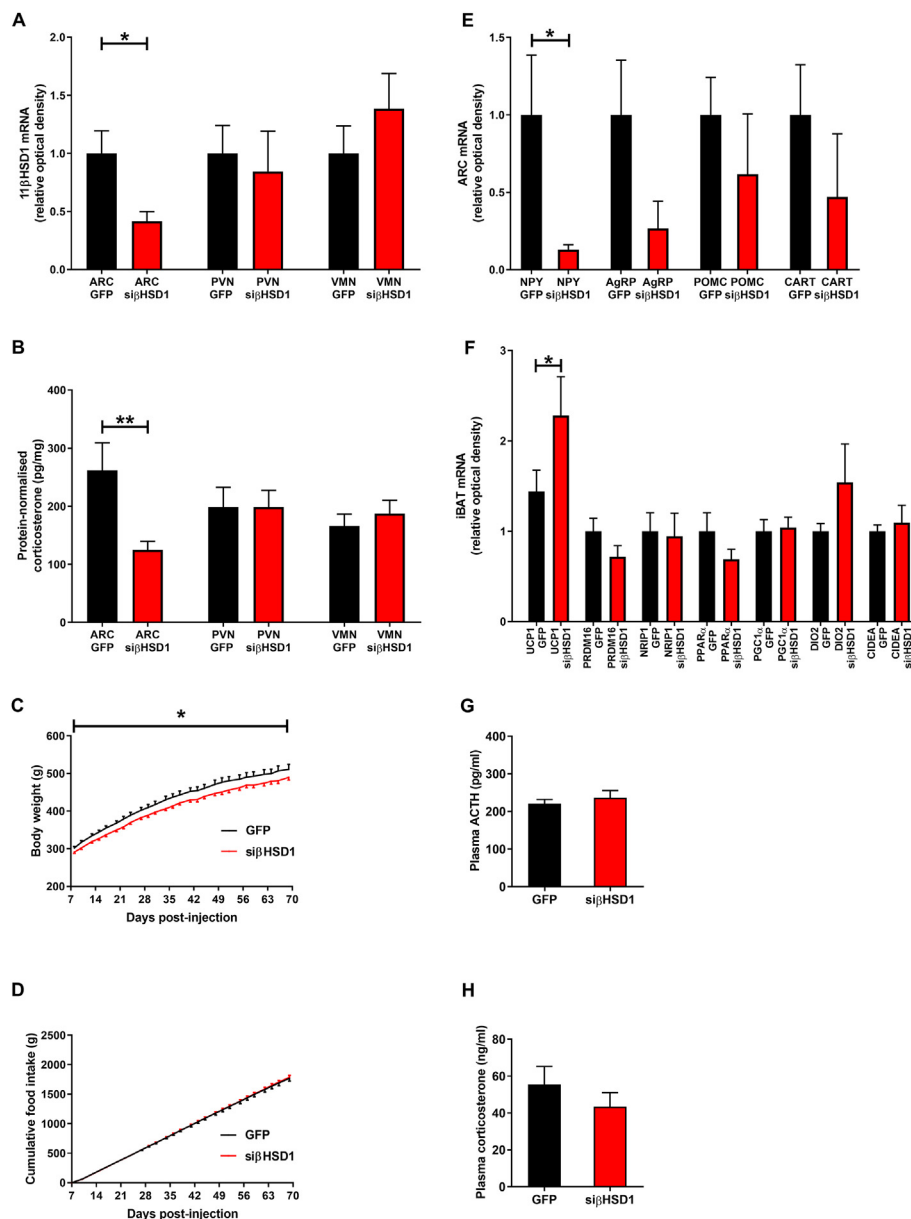 A
11βHSD1 mRNA
(relative optical density)
2.0
1.5
1.0
0.5
0.0
*
ARC ARC PVN PVN VMN VMN
GFP siβHSD1 GFP siβHSD1 GFP siβHSD1
B
Protein-normalised
corticosterone (pg/mg)
400
300
200
100
0
**
ARC ARC PVN PVN VMN VMN
GFP siβHSD1 GFP siβHSD1 GFP siβHSD1
C
*
Body weight (g)
600
500
400
300
200
GFP
siβHSD1
7 14 21 28 35 42 49 56 63 70
Days post-injection
D
Cumulative food intake (g)
2500
2000
1500
1000
500
0
GFP
siβHSD1
7 14 21 28 35 42 49 56 63 70
Days post-injection
E
ARC mRNA
(relative optical density)
1.5
1.0
0.5
0.0
*
NPY NPY AgRP AgRP POMC POMC CART CART
GFP siβHSD1 GFP siβHSD1 GFP siβHSD1 GFP siβHSD1
F
iBAT mRNA
(relative optical density)
3
2
1
0
*
UCP1
GFP
UCP1
siβHSD1
PRDM16
GFP
PRDM16
siβHSD1
NRIP1
GFP
NRIP1
siβHSD1
PPARα
GFP
PPARα
siβHSD1
PGC1α
GFP
PGC1α
siβHSD1
DIO2
GFP
DIO2
siβHSD1
CIDEA
GFP
CIDEA
siβHSD1
G
Plasma ACTH (pg/ml)
400
300
200
100
0
GFP siβHSD1
H
Plasma corticosterone (ng/ml)
80
60
40
20
0
GFP siβHSD1